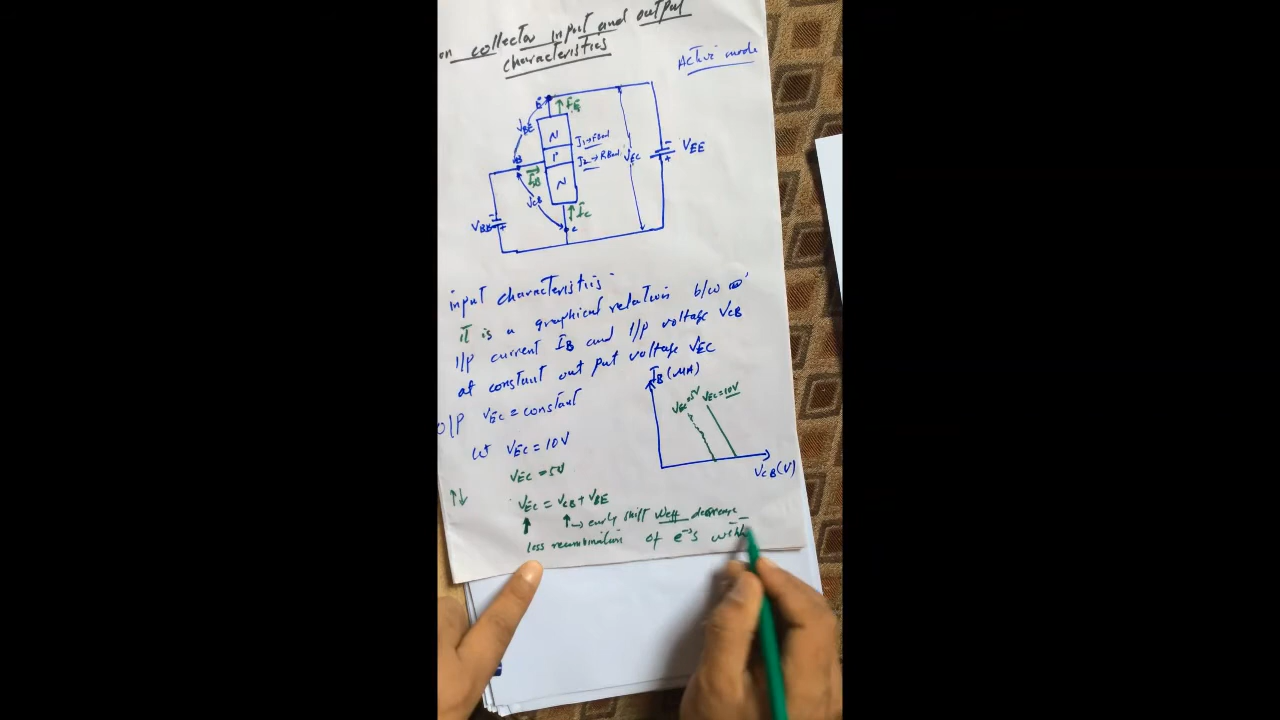 on collector input and output
characteristics
Active mode
E
IE
VBE
N
J1→FBed
P
J2→RBed
N
B
IB
VCB
IC
C
VEC
VEE
VBB
input characteristics
it is a graphical relation b/w
I/P current IB and I/P voltage VCB
at constant out put voltage VEC
O/P VEC = constant
VEC = 10V
VEC = 5V
VEC = VCB + VBE
early shift Weff decrease
less recombination of e-s with
IB(μA)
VEC=5V
VEC=10V
VCB(V)